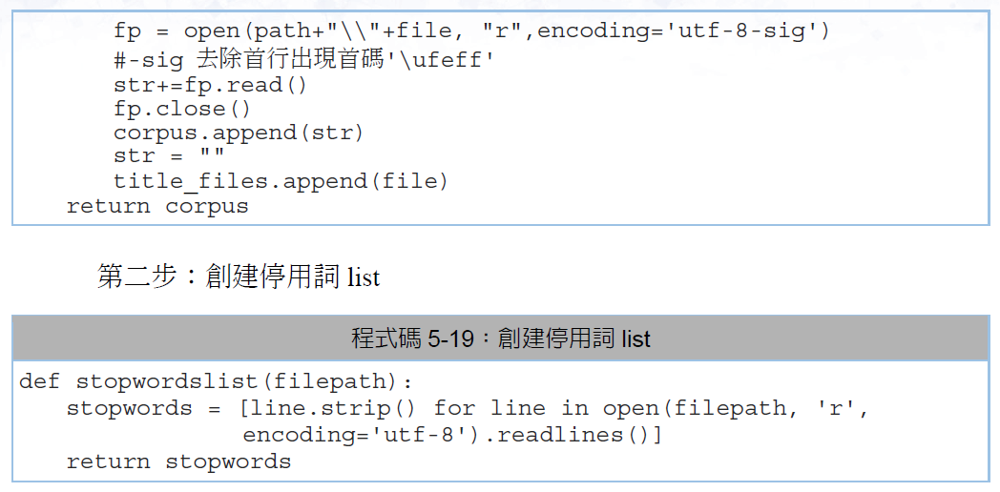 fp = open(path+"\\"+file, "r",encoding='utf-8-sig')
#-sig 去除首行出現首碼'\ufeff'
str+=fp.read()
fp.close()
corpus.append(str)
str = ""
title_files.append(file)
return corpus
第二步：創建停用詞 list
程式碼 5-19：創建停用詞 list
def stopwordslist(filepath):
stopwords = [line.strip() for line in open(filepath, 'r',
encoding='utf-8').readlines()]
return stopwords